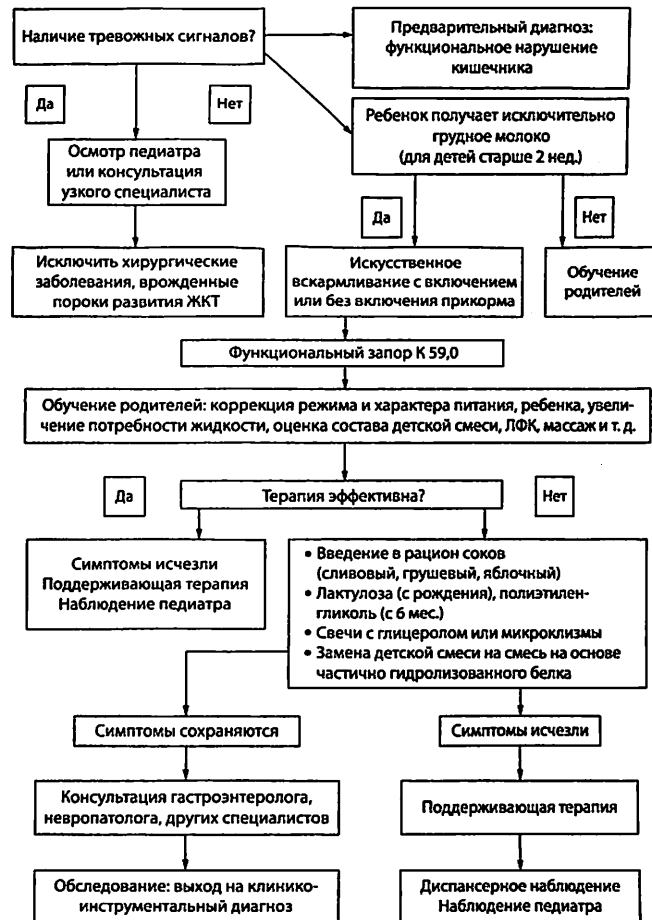 Наличие тревожных сигналов?
Предварительный диагноз:
функциональное нарушение
кишечника
Да
Нет
Ребенок получает исключительно
грудное молоко
(для детей старше 2 нед.)
Осмотр педиатра
или консультация
узкого специалиста
Да
Нет
Исключить хирургические
заболевания, врожденные
пороки развития ЖКТ
Искусственное
вскармливание с включением
или без включения прикорма
Обучение
родителей
Функциональный запор К 59,0
Обучение родителей: коррекция режима и характера питания, ребенка, увели-
чение потребности жидкости, оценка состава детской смеси, ЛФК, массаж и т. д.
Да
Терапия эффективна?
Нет
Симптомы исчезли
Поддерживающая терапия
Наблюдение педиатра
• Введение в рацион соков
(сливовый, грушевый, яблочный)
• Лактулоза (с рождения), полиэтилен-
гликоль (с 6 мес.)
• Свечи с глицеролом или микроклизмы
• Замена детской смеси на смесь на основе
частично гидролизованного белка
Симптомы сохраняются
Симптомы исчезли
Консультация гастроэнтеролога,
невропатолога, других специалистов
Поддерживающая терапия
Обследование: выход на клинико-
инструментальный диагноз
Диспансерное наблюдение
Наблюдение педиатра